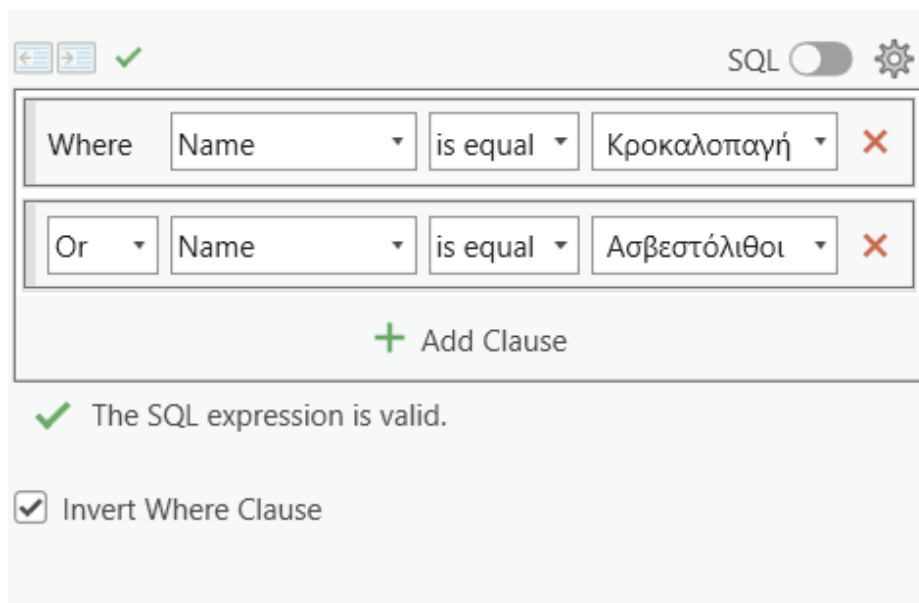 SQL
Where Name is equal Κροκαλοπαγή
Or Name is equal Ασβεστόλιθοι
Add Clause
The SQL expression is valid.
Invert Where Clause